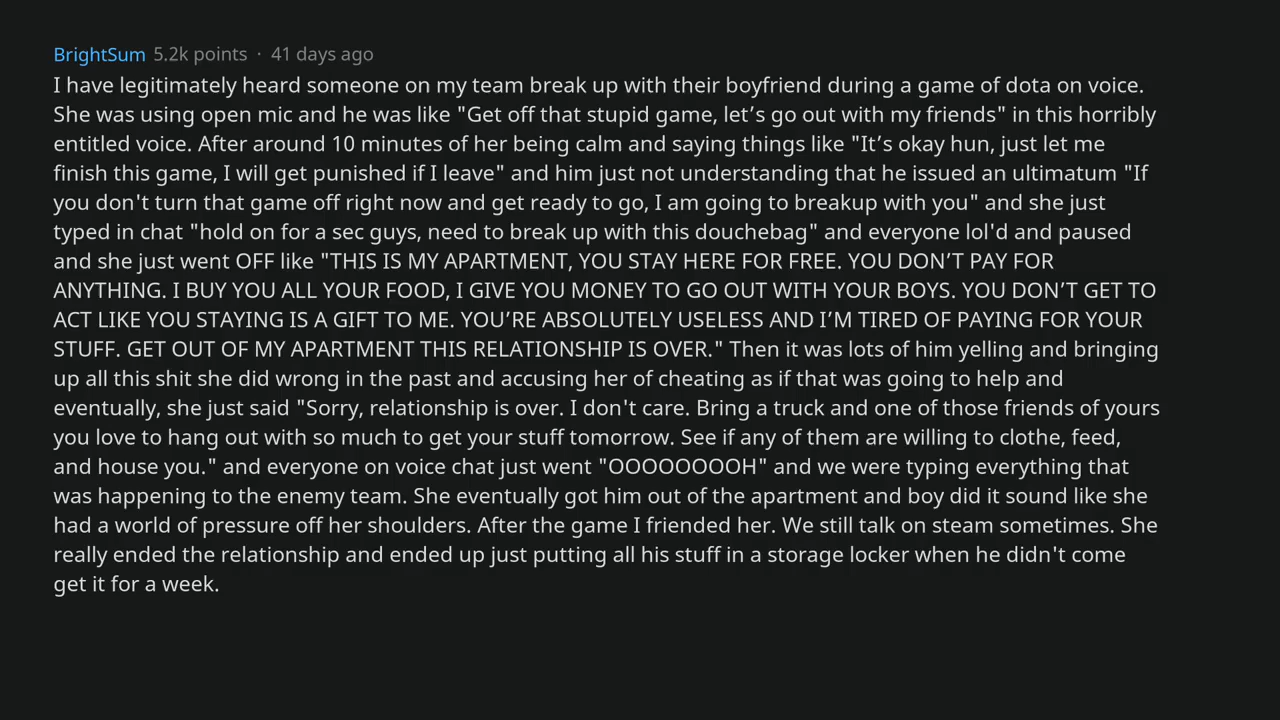 BrightSum 5.2k points · 41 days ago
I have legitimately heard someone on my team break up with their boyfriend during a game of dota on voice.
She was using open mic and he was like "Get off that stupid game, let’s go out with my friends" in this horribly
entitled voice. After around 10 minutes of her being calm and saying things like "It’s okay hun, just let me
finish this game, I will get punished if I leave" and him just not understanding that he issued an ultimatum "If
you don't turn that game off right now and get ready to go, I am going to breakup with you" and she just
typed in chat "hold on for a sec guys, need to break up with this douchebag" and everyone lol'd and paused
and she just went OFF like "THIS IS MY APARTMENT, YOU STAY HERE FOR FREE. YOU DON’T PAY FOR
ANYTHING. I BUY YOU ALL YOUR FOOD, I GIVE YOU MONEY TO GO OUT WITH YOUR BOYS. YOU DON’T GET TO
ACT LIKE YOU STAYING IS A GIFT TO ME. YOU’RE ABSOLUTELY USELESS AND I’M TIRED OF PAYING FOR YOUR
STUFF. GET OUT OF MY APARTMENT THIS RELATIONSHIP IS OVER." Then it was lots of him yelling and bringing
up all this shit she did wrong in the past and accusing her of cheating as if that was going to help and
eventually, she just said "Sorry, relationship is over. I don't care. Bring a truck and one of those friends of yours
you love to hang out with so much to get your stuff tomorrow. See if any of them are willing to clothe, feed,
and house you." and everyone on voice chat just went "OOOOOOOOH" and we were typing everything that
was happening to the enemy team. She eventually got him out of the apartment and boy did it sound like she
had a world of pressure off her shoulders. After the game I friended her. We still talk on steam sometimes. She
really ended the relationship and ended up just putting all his stuff in a storage locker when he didn't come
get it for a week.